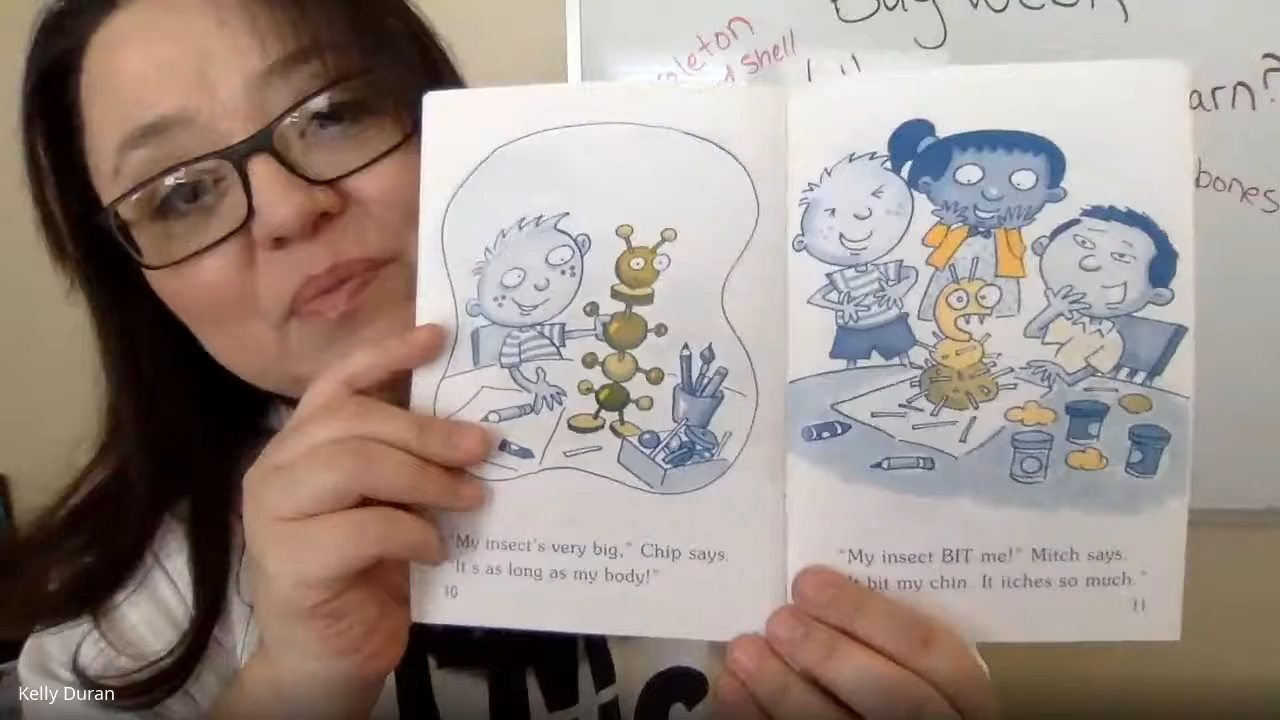 Bug week
shell
arn?
bones
"My insect's very big," Chip says.
"It's as long as my body!"
10
"My insect BIT me!" Mitch says.
bit my chin. It itches so much."
11
Kelly Duran